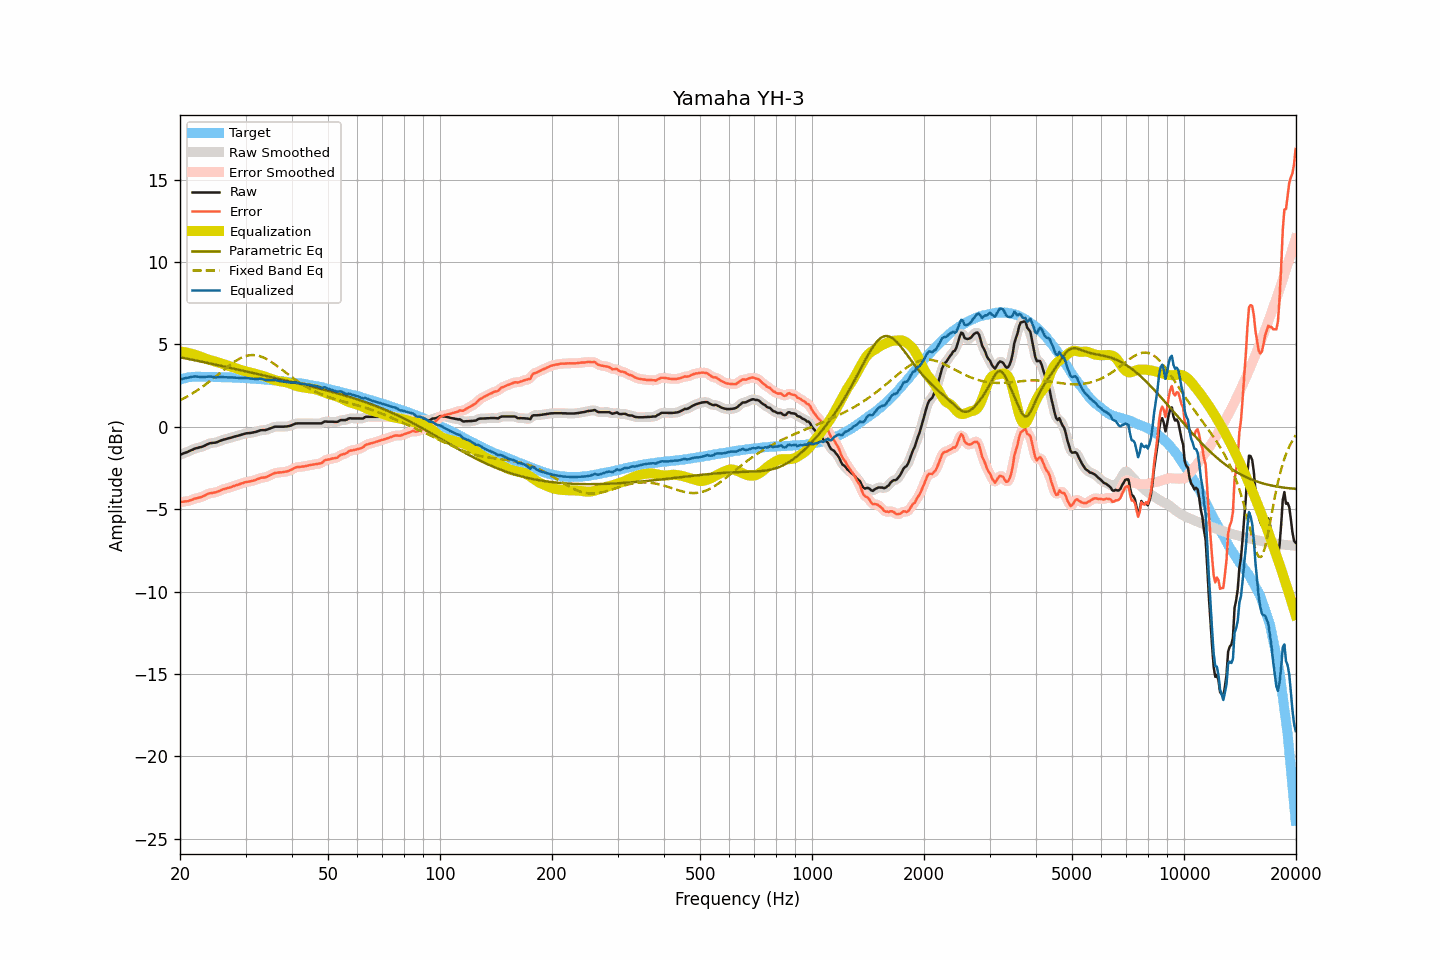 Yamaha YH-3
Target
Raw Smoothed
Error Smoothed
Raw
Error
Equalization
Parametric Eq
Fixed Band Eq
Equalized
15
10
5
0
−5
−10
−15
−20
−25
Amplitude (dBr)
20 50 100 200 500 1000 2000 5000 10000 20000
Frequency (Hz)